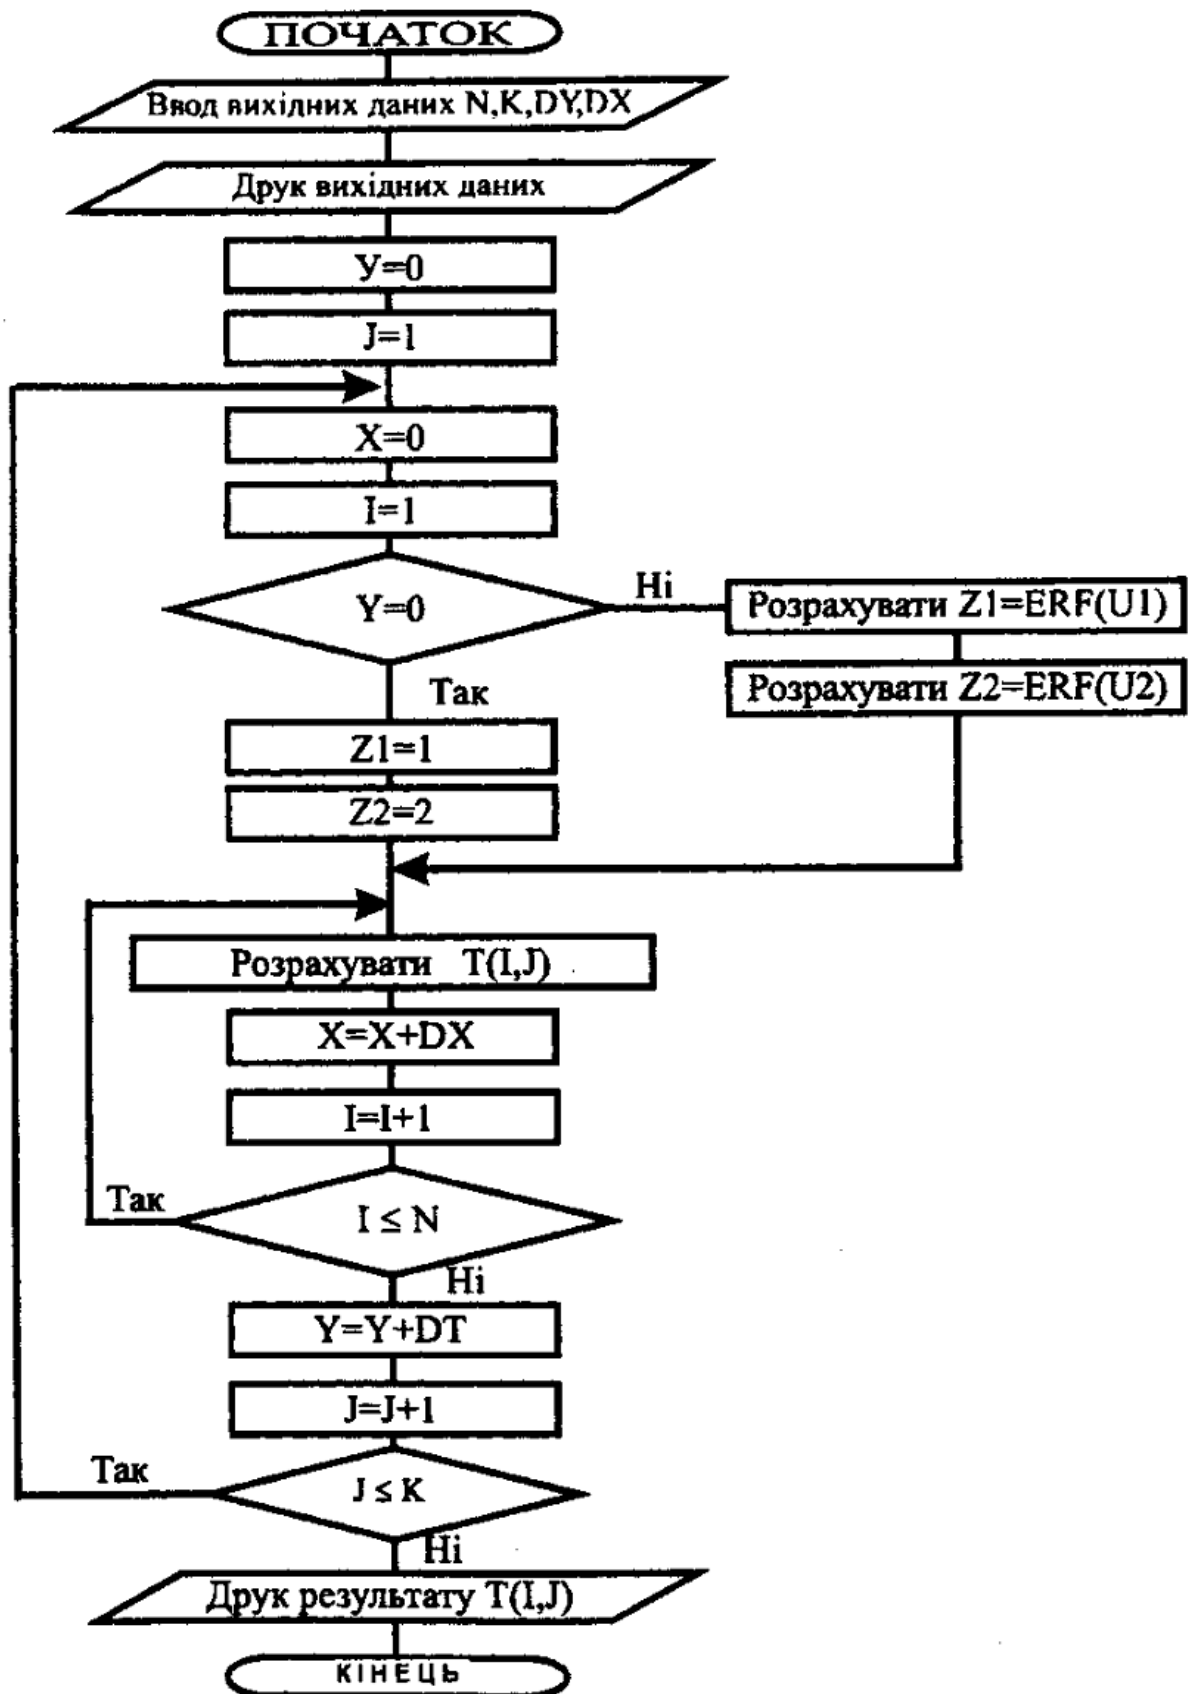 ПОЧАТОК
Ввод вихідних даних N,K,DY,DX
Друк вихідних даних
У=0
J=1
X=0
I=1
Y=0
Ні
Розрахувати Z1=ERF(U1)
Розрахувати Z2=ERF(U2)
Так
Z1=1
Z2=2
Розрахувати T(I,J)
X=X+DX
I=I+1
Так
I ≤ N
Ні
Y=Y+DT
J=J+1
Так
J ≤ K
Ні
Друк результату T(I,J)
КІНЕЦЬ